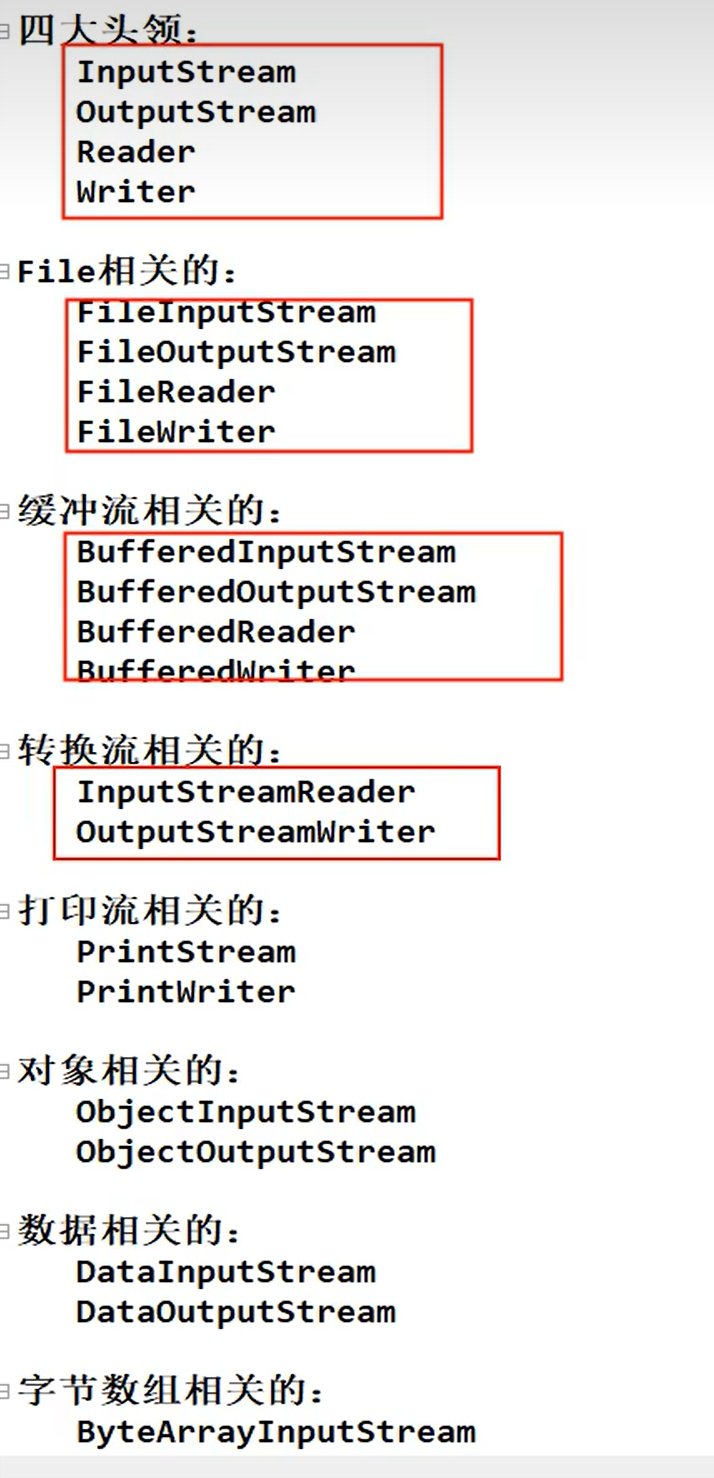 四大头领：
InputStream
OutputStream
Reader
Writer
File相关的：
FileInputStream
FileOutputStream
FileReader
FileWriter
缓冲流相关的：
BufferedInputStream
BufferedOutputStream
BufferedReader
BufferedWriter
转换流相关的：
InputStreamReader
OutputStreamWriter
打印流相关的：
PrintStream
PrintWriter
对象相关的：
ObjectInputStream
ObjectOutputStream
数据相关的：
DataInputStream
DataOutputStream
字节数组相关的：
ByteArrayInputStream